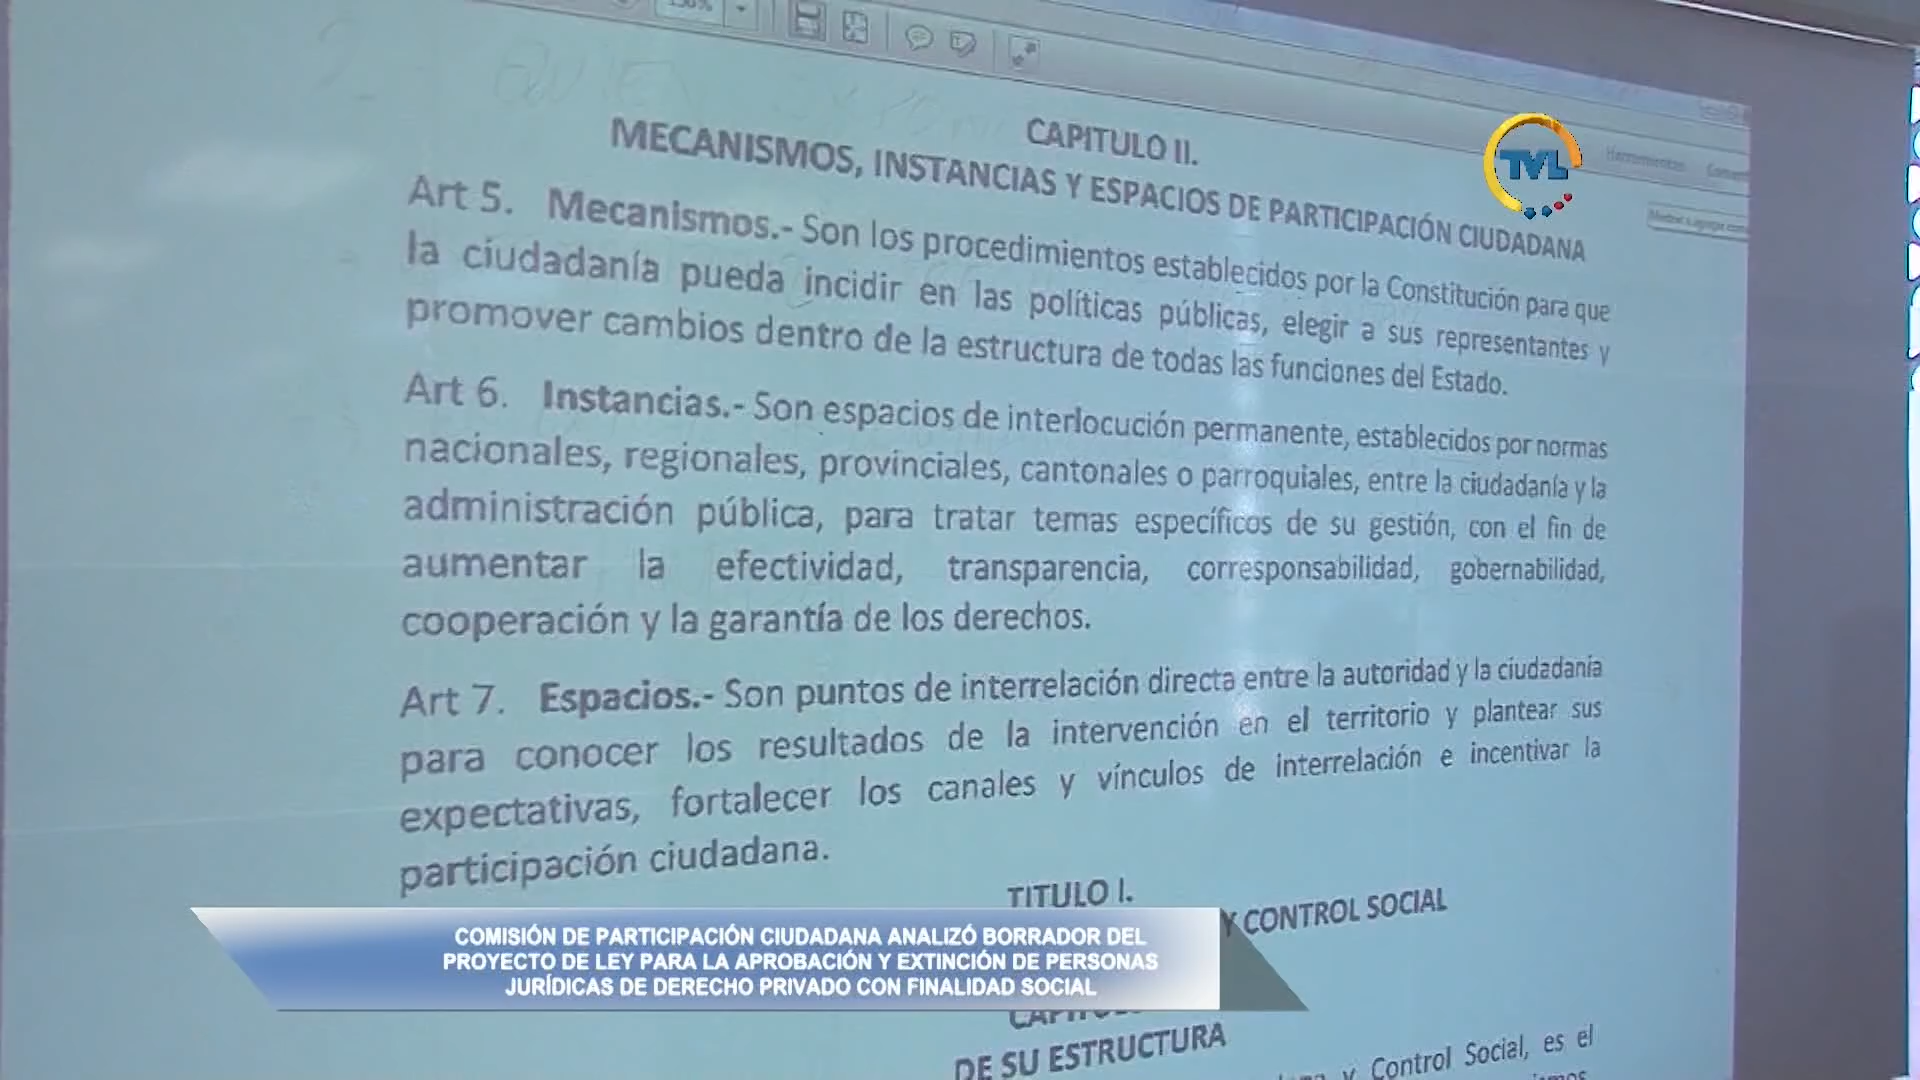 150%
CAPITULO II.
MECANISMOS, INSTANCIAS Y ESPACIOS DE PARTICIPACIÓN CIUDADANA
TVL
Herramientas
Art 5. Mecanismos.- Son los procedimientos establecidos por la Constitución para que
la ciudadanía pueda incidir en las políticas públicas, elegir a sus representantes y
promover cambios dentro de la estructura de todas las funciones del Estado.
Art 6. Instancias.- Son espacios de interlocución permanente, establecidos por normas
nacionales, regionales, provinciales, cantonales o parroquiales, entre la ciudadanía y la
administración pública, para tratar temas específicos de su gestión, con el fin de
aumentar la efectividad, transparencia, corresponsabilidad, gobernabilidad,
cooperación y la garantía de los derechos.
Art 7. Espacios.- Son puntos de interrelación directa entre la autoridad y la ciudadanía
para conocer los resultados de la intervención en el territorio y plantear sus
expectativas, fortalecer los canales y vínculos de interrelación e incentivar la
participación ciudadana.
TITULO I.
Y CONTROL SOCIAL
COMISIÓN DE PARTICIPACIÓN CIUDADANA ANALIZÓ BORRADOR DEL
PROYECTO DE LEY PARA LA APROBACIÓN Y EXTINCIÓN DE PERSONAS
JURÍDICAS DE DERECHO PRIVADO CON FINALIDAD SOCIAL
DE SU ESTRUCTURA
y Control Social, es el